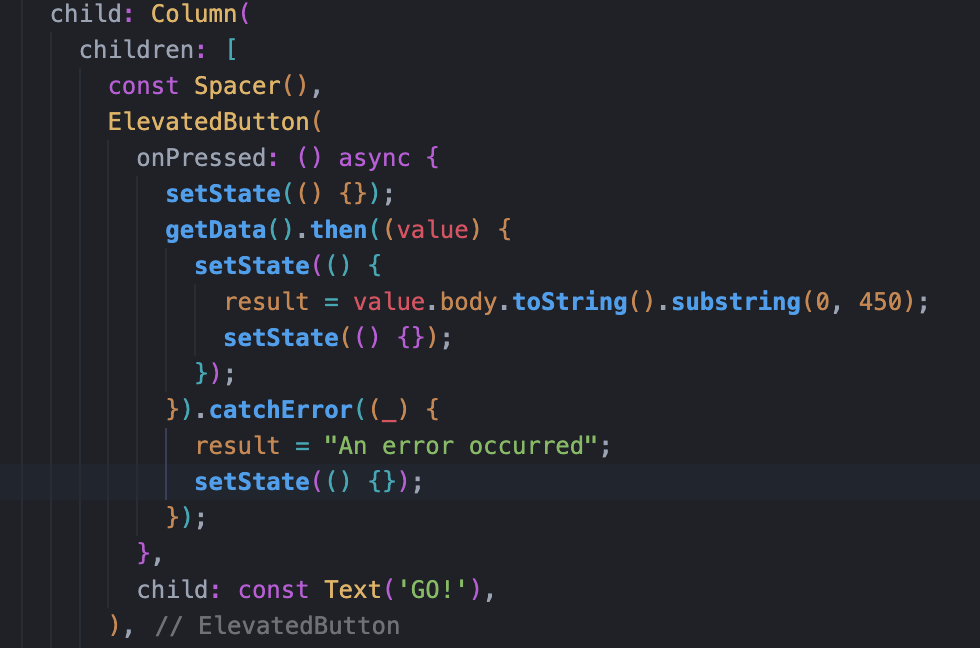 child: Column(
children: [
const Spacer(),
ElevatedButton(
onPressed: () async {
setState(() {});
getData().then((value) {
setState(() {
result = value.body.toString().substring(0, 450);
setState(() {});
});
}).catchError((_) {
result = "An error occurred";
setState(() {});
});
},
child: const Text('GO!'),
), // ElevatedButton